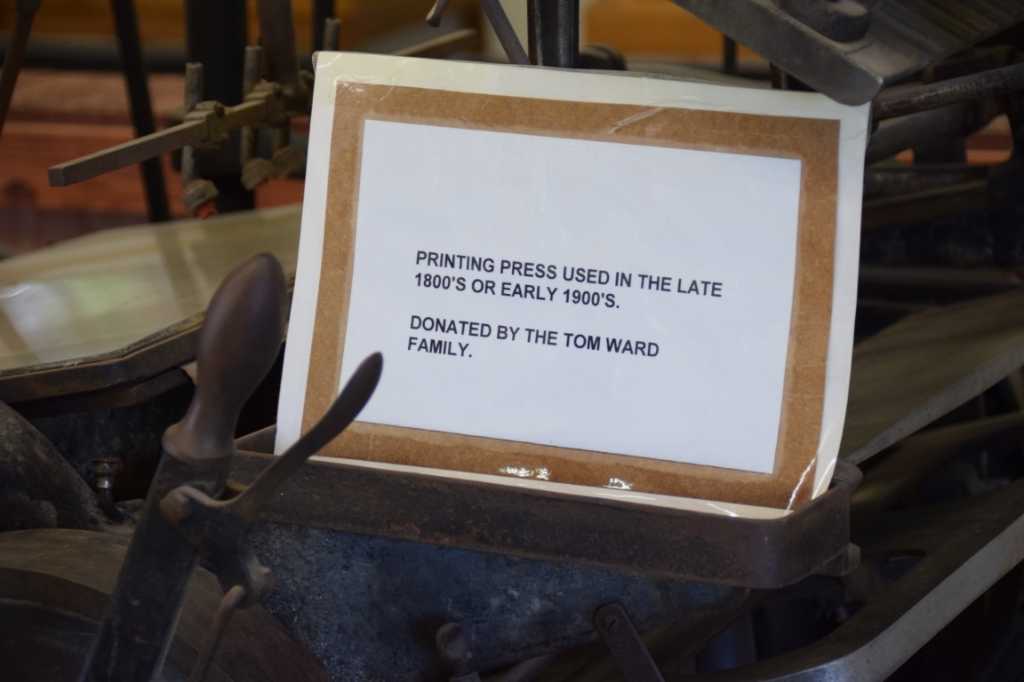 PRINTING PRESS USED IN THE LATE
1800'S OR EARLY 1900'S.
DONATED BY THE TOM WARD
FAMILY.